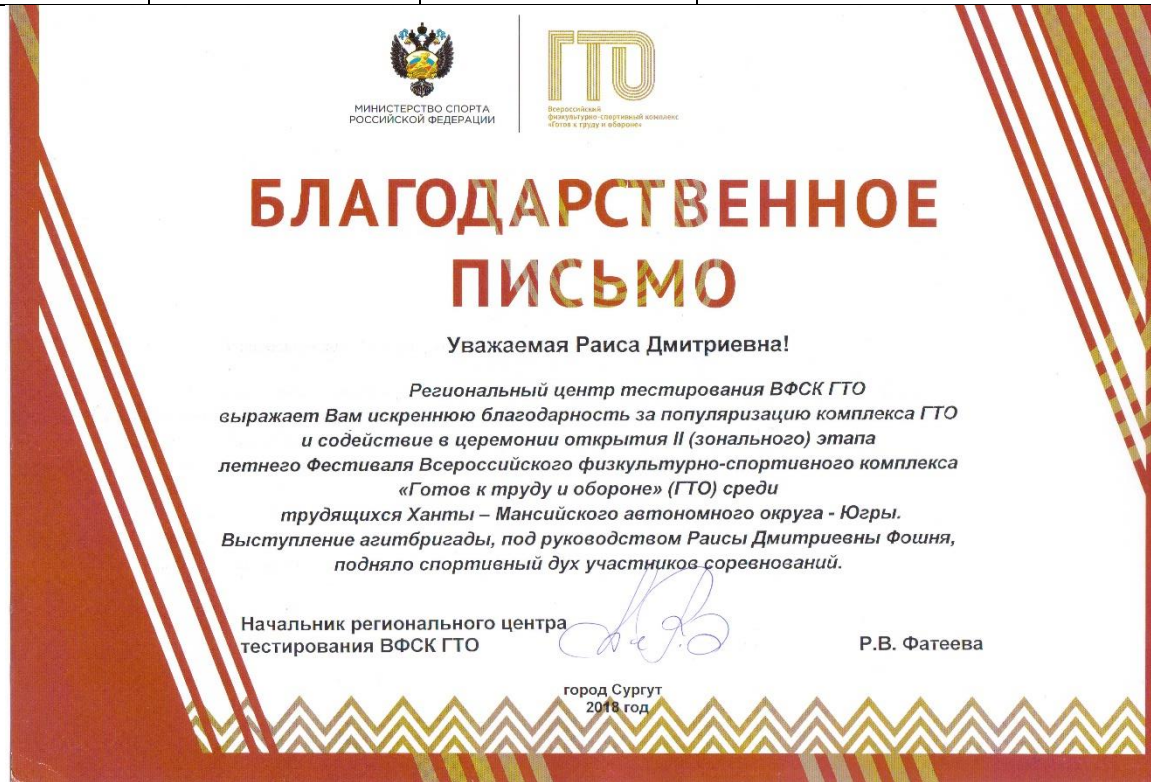 МИНИСТЕРСТВО СПОРТА
РОССИЙСКОЙ ФЕДЕРАЦИИ
ГТО
Всероссийский
физкультурно-спортивный комплекс
«Готов к труду и обороне»
БЛАГОДАРСТВЕННОЕ
ПИСЬМО
Уважаемая Раиса Дмитриевна!
Региональный центр тестирования ВФСК ГТО
выражает Вам искреннюю благодарность за популяризацию комплекса ГТО
и содействие в церемонии открытия II (зонального) этапа
летнего Фестиваля Всероссийского физкультурно-спортивного комплекса
«Готов к труду и обороне» (ГТО) среди
трудящихся Ханты – Мансийского автономного округа - Югры.
Выступление агитбригады, под руководством Раисы Дмитриевны Фошня,
подняло спортивный дух участников соревнований.
Начальник регионального центра
тестирования ВФСК ГТО
Р.В. Фатеева
город Сургут
2018 год